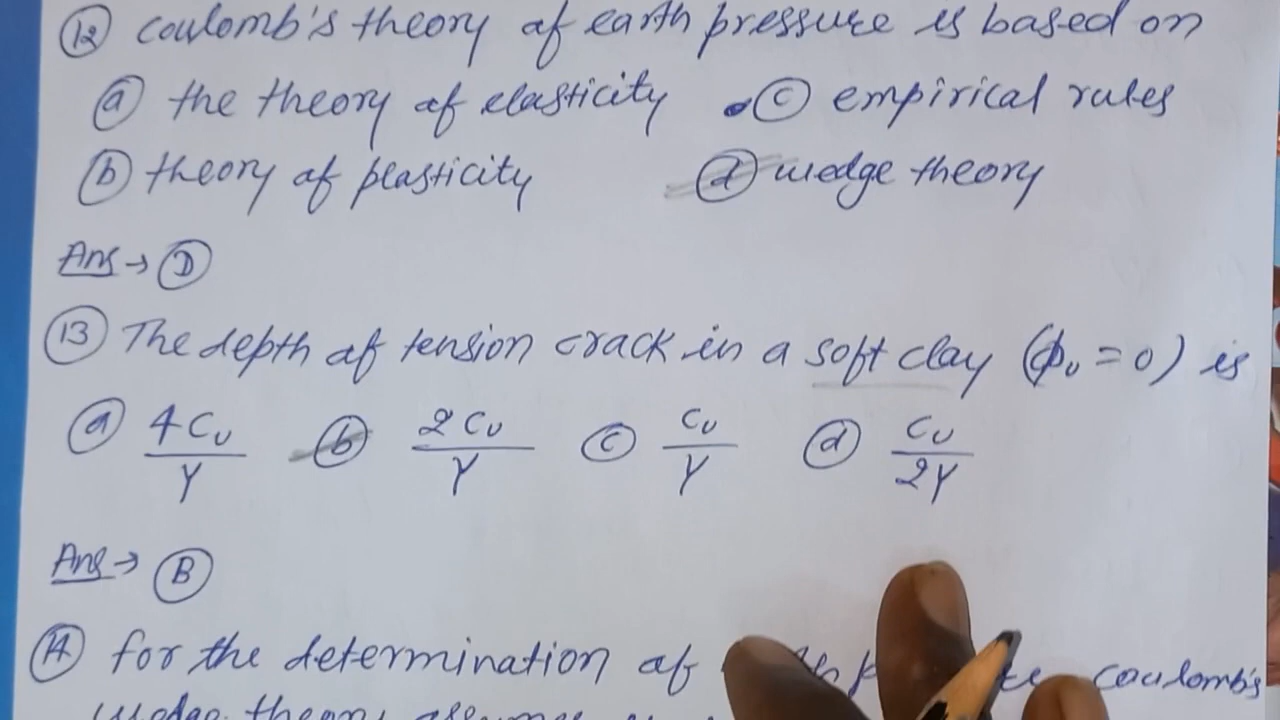 12 coulomb's theory of earth pressure is based on
a the theory of elasticity c empirical rules
b theory of plasticity d wedge theory
Ans → D
13 The depth of tension crack in a soft clay (ϕu = 0) is
a 4Cu/γ b 2Cu/γ c Cu/γ d Cu/2γ
Ans → B
14 for the determination of coulomb's
wedge theory